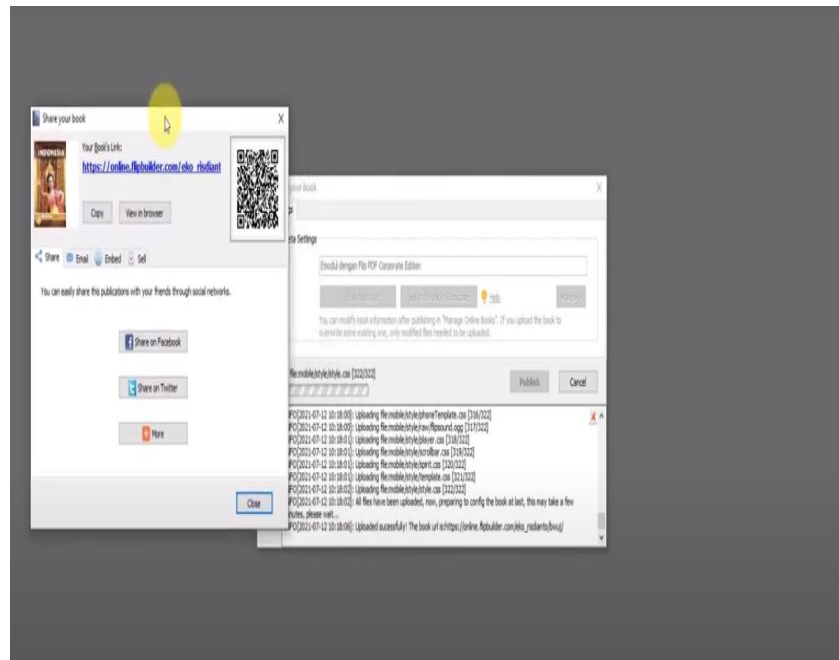 Share your book
X
INDONESIA
Your Book's Link:
https://online.flipbuilder.com/eko_risdiant
Copy
View in browser
Share
Email
Embed
Sell
You can easily share this publications with your friends through social networks.
Share on Facebook
Share on Twitter
More
Close
your book
X
Settings
Emodul dengan Flip PDF Corporate Edition
Help
You can modify book information after publishing in "Manage Online Books". If you upload the book to
overwrite some existing one, only modified files needed to be uploaded.
file:mobile/style/style.css [322/322]
Publish
Cancel
FO[2021-07-12 10:18:00]: Uploading file:mobile/style/phoneTemplate.css [316/322]
FO[2021-07-12 10:18:00]: Uploading file:mobile/style/raw/flipsound.ogg [317/322]
FO[2021-07-12 10:18:01]: Uploading file:mobile/style/player.css [318/322]
FO[2021-07-12 10:18:01]: Uploading file:mobile/style/scrollbar.css [319/322]
FO[2021-07-12 10:18:01]: Uploading file:mobile/style/spirit.css [320/322]
FO[2021-07-12 10:18:01]: Uploading file:mobile/style/template.css [321/322]
FO[2021-07-12 10:18:02]: Uploading file:mobile/style/style.css [322/322]
FO[2021-07-12 10:18:02]: All files have been uploaded, now, preparing to config the book at last, this may take a few
nutes, please wait...
FO[2021-07-12 10:18:06]: Uploaded sucessfully! The book url is:https://online.flipbuilder.com/eko_risdianto/bwut/